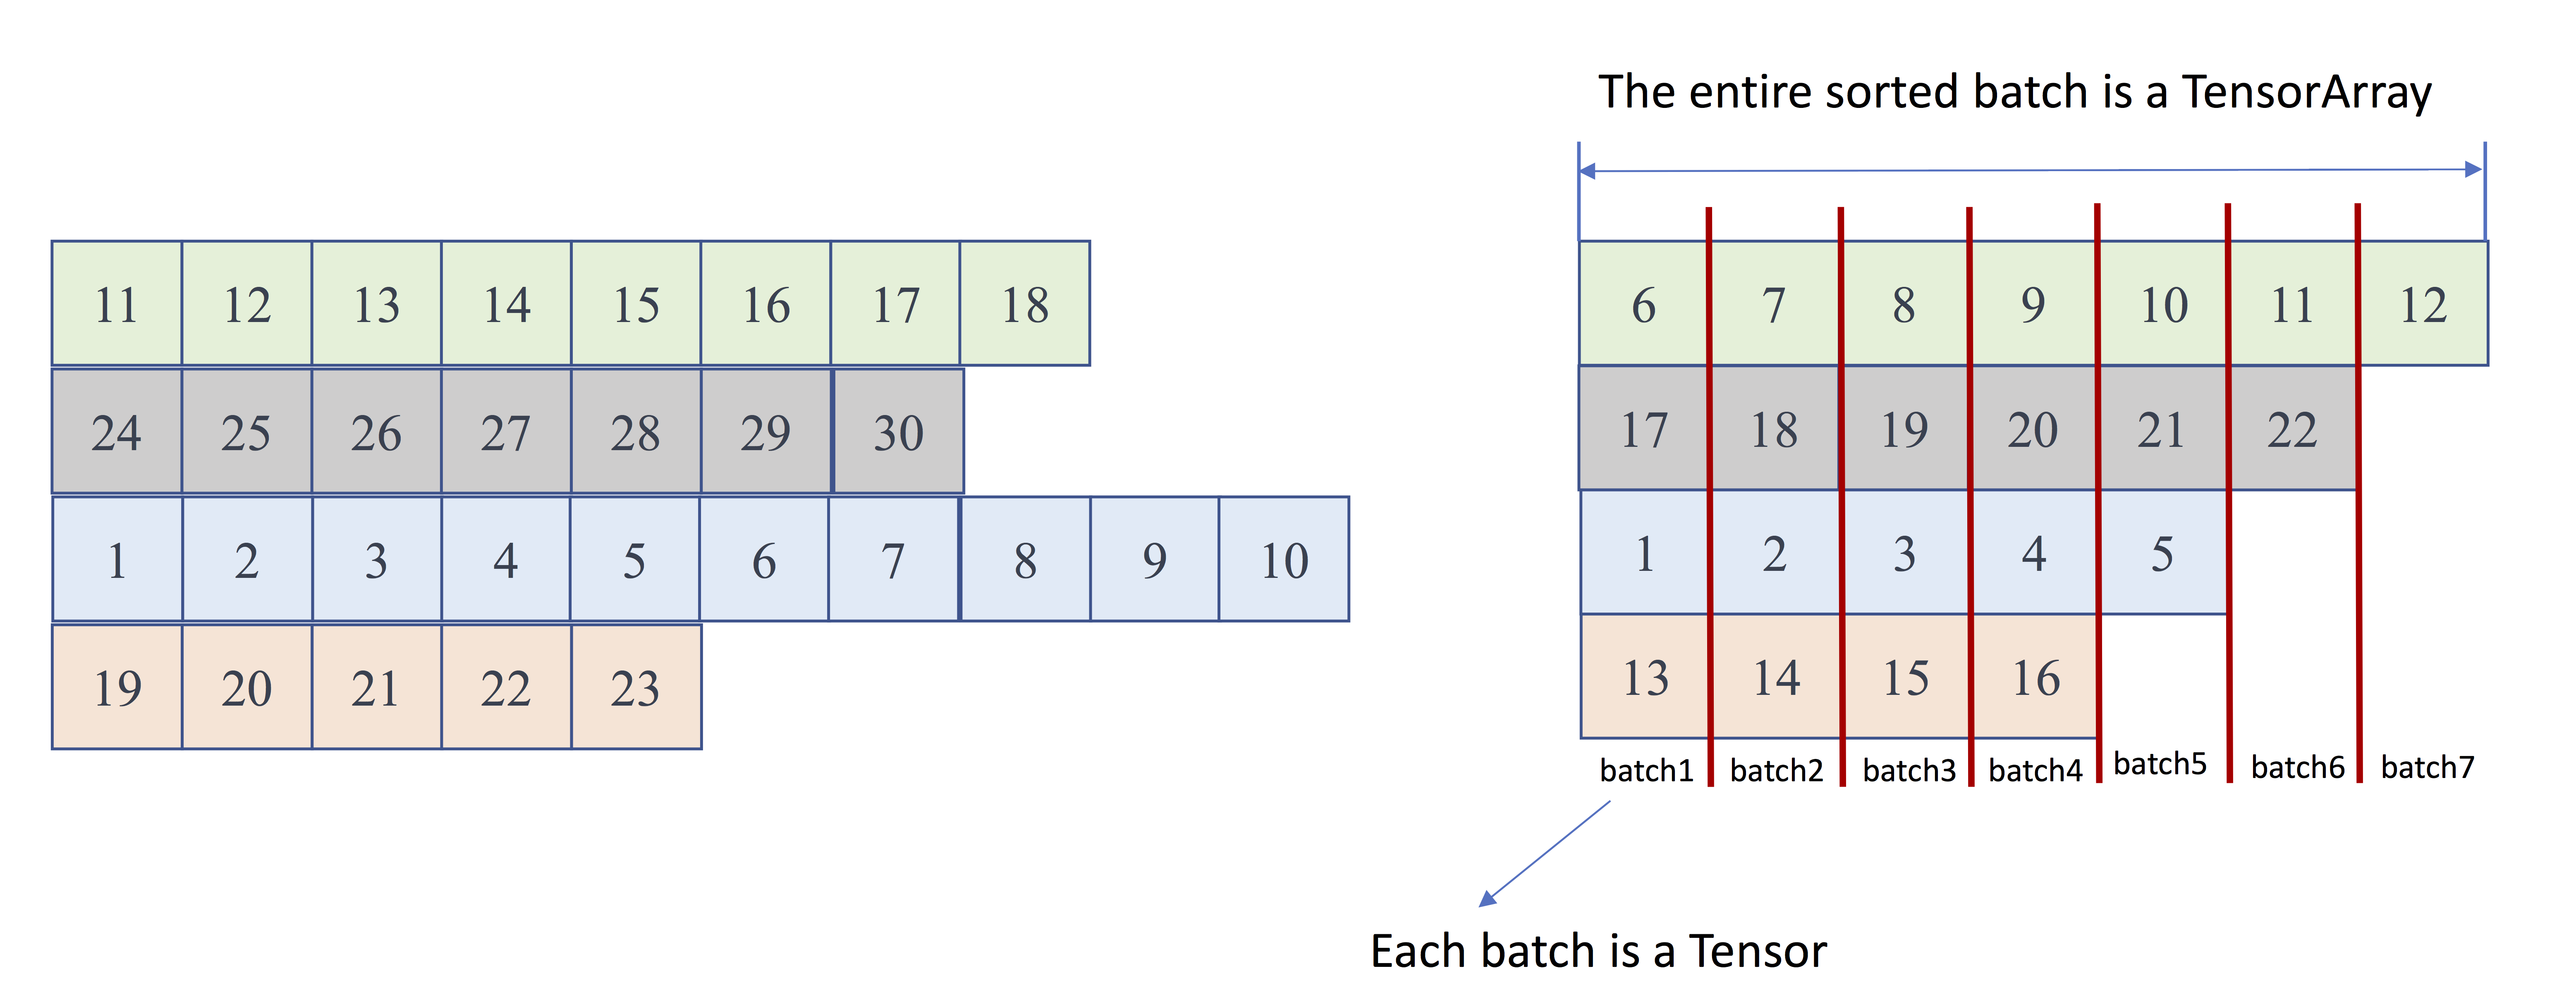 The entire sorted batch is a TensorArray
11 12 13 14 15 16 17 18
24 25 26 27 28 29 30
1 2 3 4 5 6 7 8 9 10
19 20 21 22 23
6 7 8 9 10 11 12
17 18 19 20 21 22
1 2 3 4 5
13 14 15 16
batch1 batch2 batch3 batch4 batch5 batch6 batch7
Each batch is a Tensor